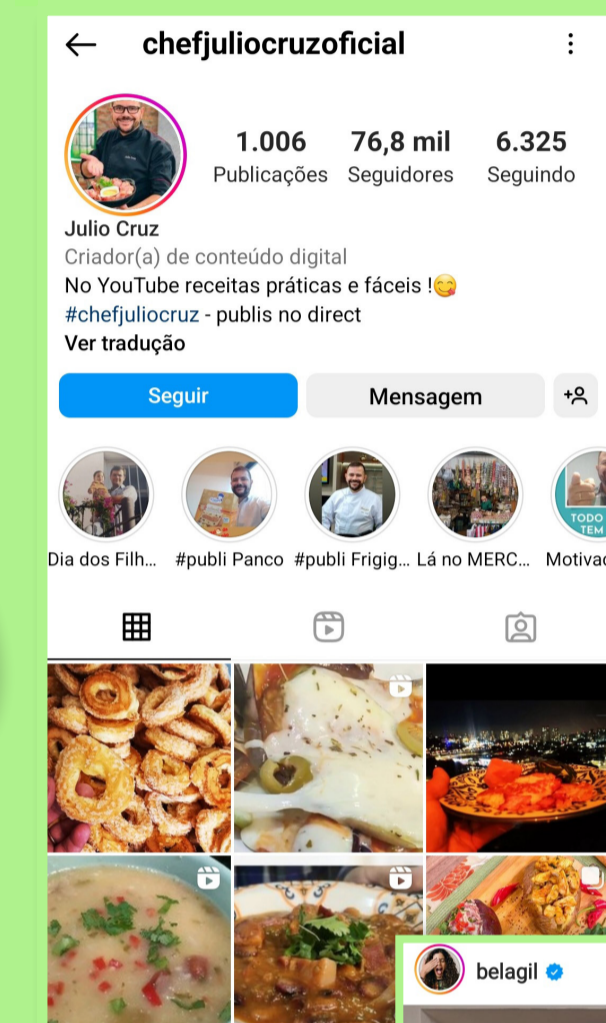 chefjuliocruzoficial
1.006 76,8 mil 6.325
Publicações Seguidores Seguindo
Julio Cruz
Criador(a) de conteúdo digital
No YouTube receitas práticas e fáceis !😋
#chefjuliocruz - publis no direct
Ver tradução
Seguir Mensagem
TODO
TEM
Dia dos Filh... #publi Panco #publi Frigig... Lá no MERC... Motivac
belagil